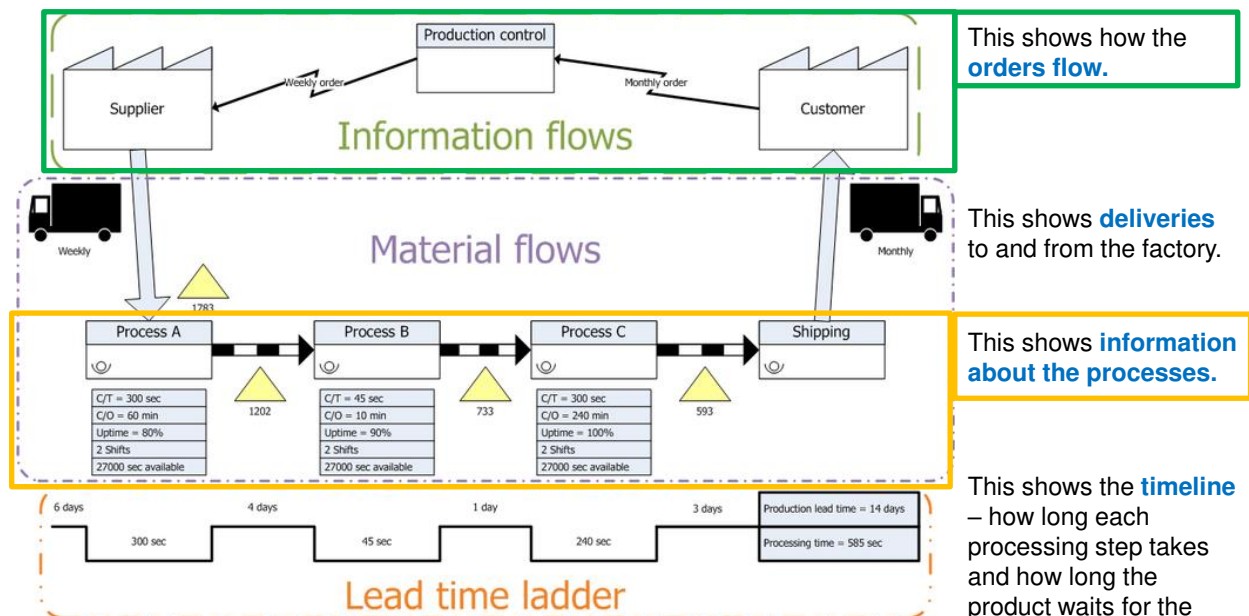 Production control
Weekly order
Monthly order
Supplier
Customer
Information flows
This shows how the
orders flow.
Weekly
Material flows
Monthly
This shows deliveries
to and from the factory.
1783
Process A
Process B
Process C
Shipping
1202
733
593
C/T = 300 sec
C/O = 60 min
Uptime = 80%
2 Shifts
27000 sec available
C/T = 45 sec
C/O = 10 min
Uptime = 90%
2 Shifts
27000 sec available
C/T = 300 sec
C/O = 240 min
Uptime = 100%
2 Shifts
27000 sec available
This shows information
about the processes.
6 days
4 days
1 day
3 days
Production lead time = 14 days
300 sec
45 sec
240 sec
Processing time = 585 sec
Lead time ladder
This shows the timeline
– how long each
processing step takes
and how long the
product waits for the